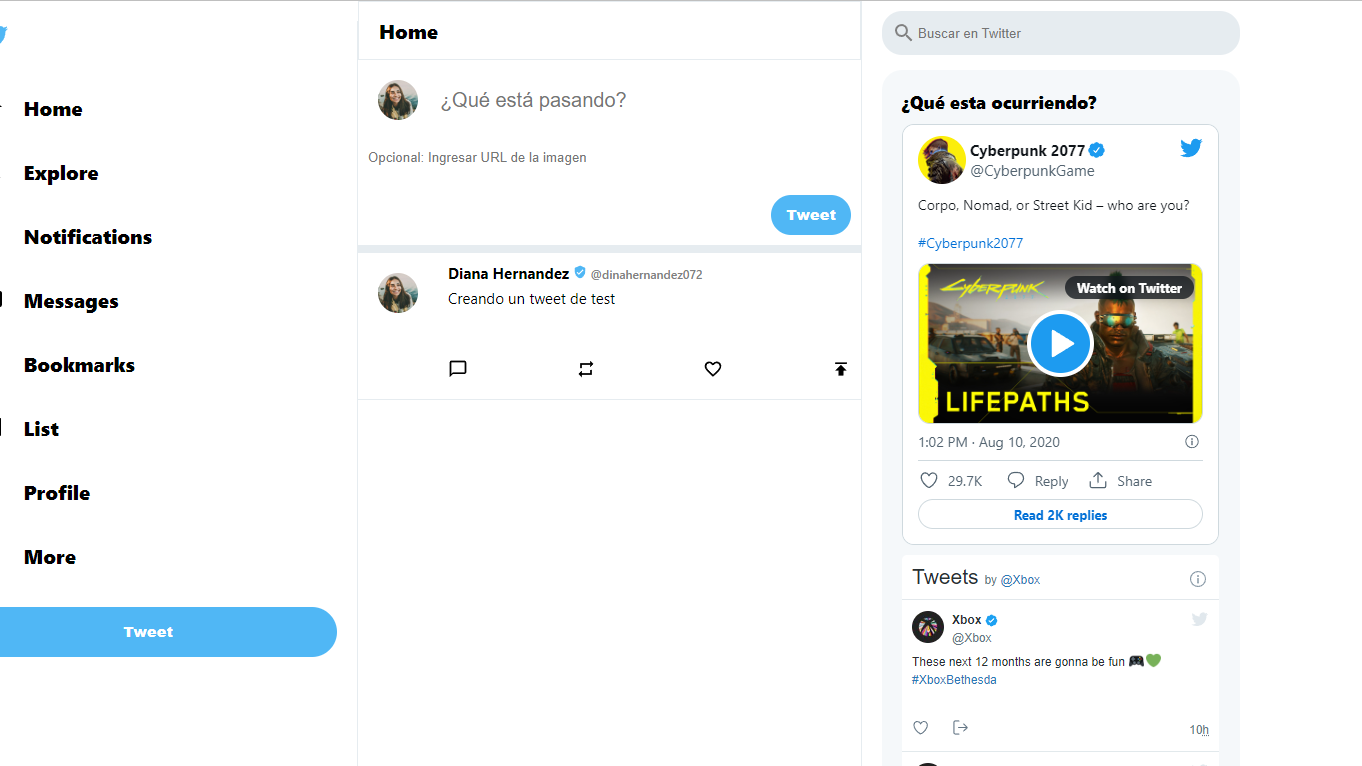 Home
Explore
Notifications
Messages
Bookmarks
List
Profile
More
Tweet
Home
¿Qué está pasando?
Opcional: Ingresar URL de la imagen
Tweet
Diana Hernandez @dinahernandez072
Creando un tweet de test
Buscar en Twitter
¿Qué esta ocurriendo?
Cyberpunk 2077
@CyberpunkGame
Corpo, Nomad, or Street Kid – who are you?
#Cyberpunk2077
Cyberpunk
Watch on Twitter
LIFEPATHS
1:02 PM · Aug 10, 2020
29.7K Reply Share
Read 2K replies
Tweets by @Xbox
Xbox
@Xbox
These next 12 months are gonna be fun 🎮💚
#XboxBethesda
10h